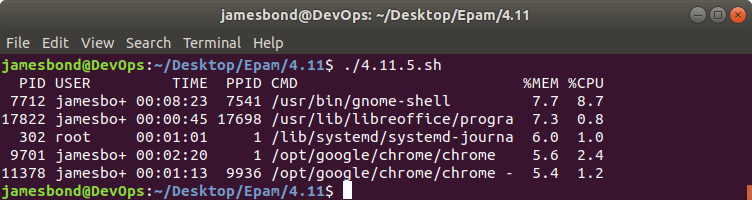 jamesbond@DevOps: ~/Desktop/Epam/4.11
File Edit View Search Terminal Help
jamesbond@DevOps:~/Desktop/Epam/4.11$ ./4.11.5.sh
  PID USER         TIME  PPID CMD                         %MEM %CPU
 7712 jamesbo+ 00:08:23  7541 /usr/bin/gnome-shell         7.7  8.7
17822 jamesbo+ 00:00:45 17698 /usr/lib/libreoffice/progra  7.3  0.8
  302 root     00:01:01     1 /lib/systemd/systemd-journa  6.0  1.0
 9701 jamesbo+ 00:02:20     1 /opt/google/chrome/chrome    5.6  2.4
11378 jamesbo+ 00:01:13  9936 /opt/google/chrome/chrome -  5.4  1.2
jamesbond@DevOps:~/Desktop/Epam/4.11$